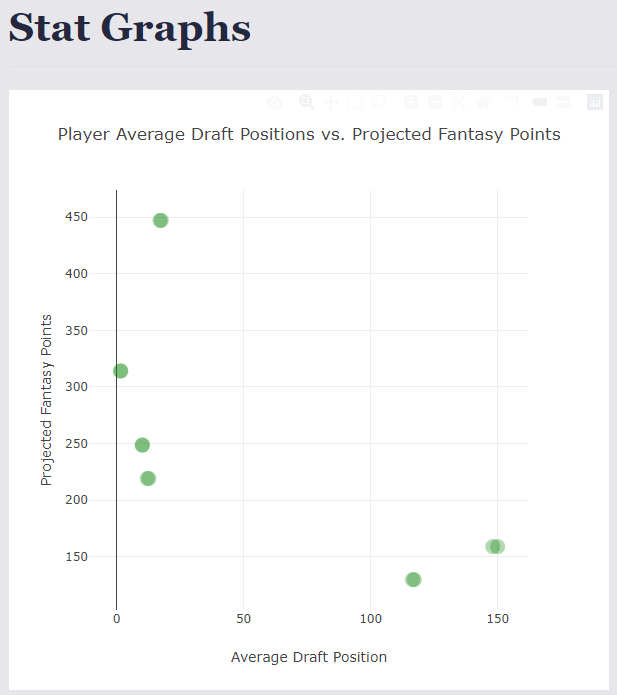 Stat Graphs
Player Average Draft Positions vs. Projected Fantasy Points
450
400
350
300
250
200
150
Projected Fantasy Points
0 50 100 150
Average Draft Position